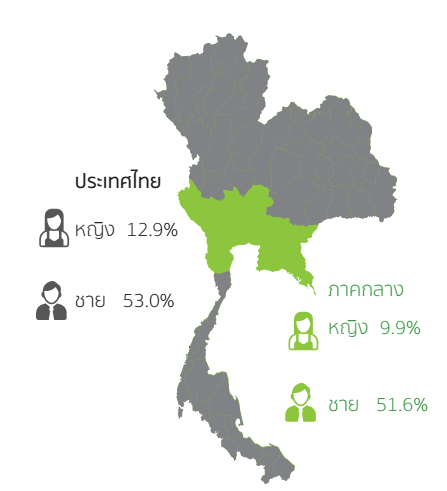 ประเทศไทย
หญิง 12.9%
ชาย 53.0%
ภาคกลาง
หญิง 9.9%
ชาย 51.6%